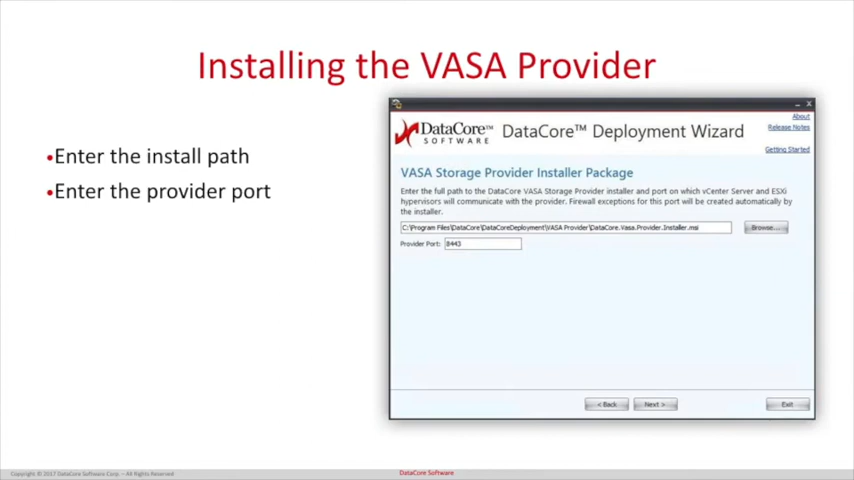 Installing the VASA Provider
•Enter the install path
•Enter the provider port
DataCore™
SOFTWARE
DataCore™ Deployment Wizard
About
Release Notes
Getting Started
VASA Storage Provider Installer Package
Enter the full path to the DataCore VASA Storage Provider installer and port on which vCenter Server and ESXi
hypervisors will communicate with the provider. Firewall exceptions for this port will be created automatically by
the installer.
C:\Program Files\DataCore\DataCoreDeployment\VASA Provider\DataCore.Vasa.Provider.Installer.msi
Browse...
Provider Port: 8443
< Back
Next >
Exit
Copyright © 2017 DataCore Software Corp. – All Rights Reserved
DataCore Software